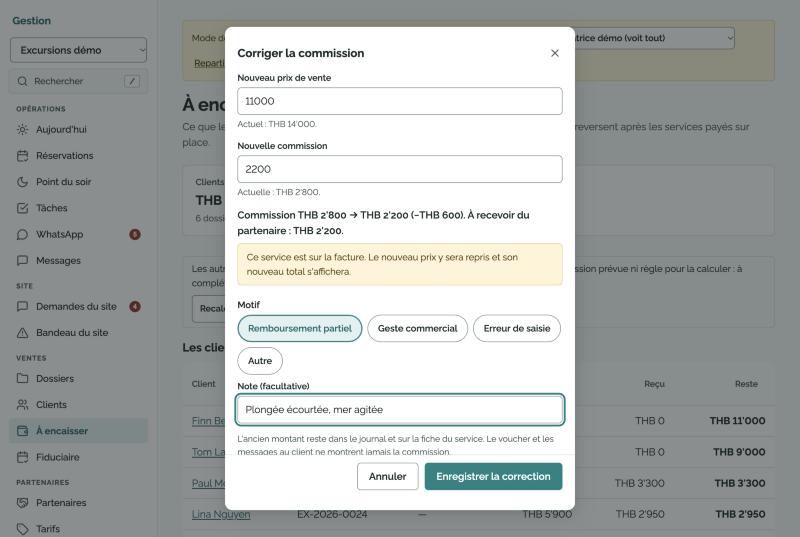 Gestion
Excursions démo
Rechercher /
OPÉRATIONS
Aujourd'hui
Réservations
Point du soir
Tâches
WhatsApp 5
Messages
SITE
Demandes du site 4
Bandeau du site
VENTES
Dossiers
Clients
À encaisser
Fiduciaire
PARTENAIRES
Partenaires
Tarifs
Mode d
démo (voit tout)
À en
Ce que le
reversent après les services payés sur
place.
Clients
THB
6 dossi
Les autr
ssion prévue ni règle pour la calculer : à
complé
Recalc
Les clie
Client
Reçu
Reste
Finn Be
THB 0
THB 11'000
Tom La
THB 0
THB 9'000
Paul Mo
THB 3'300
THB 3'300
Lina Nguyen
EX-2026-0024
—
THB 5'900
THB 2'950
THB 2'950
Corriger la commission
Nouveau prix de vente
11000
Actuel : THB 14'000.
Nouvelle commission
2200
Actuelle : THB 2'800.
Commission THB 2'800 → THB 2'200 (−THB 600). À recevoir du
partenaire : THB 2'200.
Ce service est sur la facture. Le nouveau prix y sera repris et son
nouveau total s'affichera.
Motif
Remboursement partiel
Geste commercial
Erreur de saisie
Autre
Note (facultative)
Plongée écourtée, mer agitée
L'ancien montant reste dans le journal et sur la fiche du service. Le voucher et les
messages au client ne montrent jamais la commission.
Annuler
Enregistrer la correction